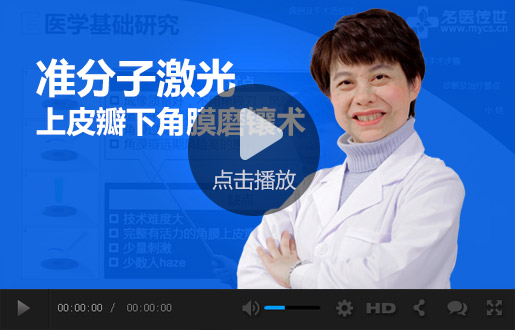 医学基础研究
名医传世
www.mycs.cn
准分子激光
上皮瓣下角膜磨镶术
点击播放
技术难度大
完整有活力的角膜上皮
少量刺激
少数人haze
00:00:00 / 00:00:00
HD